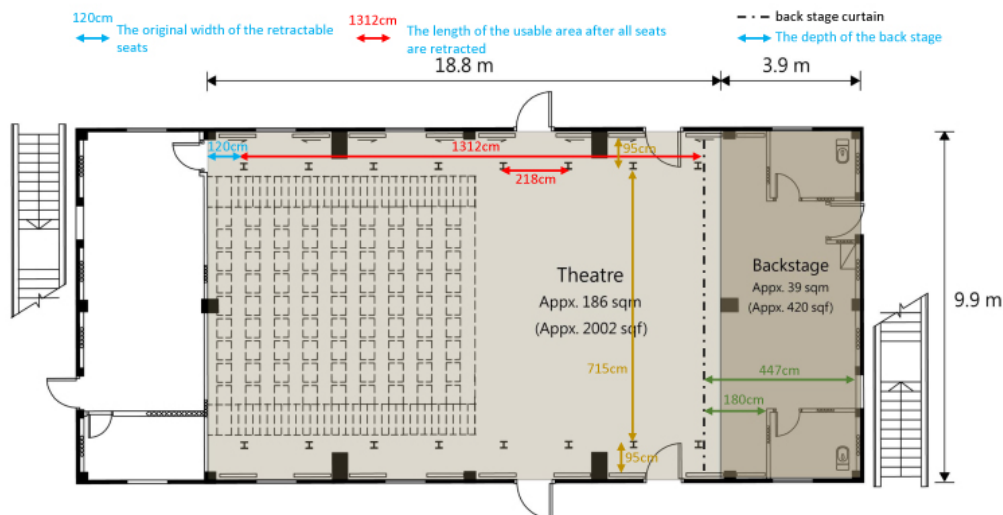 120cm
The original width of the retractable
seats
1312cm
The length of the usable area after all seats
are retracted
back stage curtain
The depth of the back stage
18.8 m
3.9 m
120cm
1312cm
95cm
218cm
Theatre
Appx. 186 sqm
(Appx. 2002 sqf)
Backstage
Appx. 39 sqm
(Appx. 420 sqf)
9.9 m
715cm
447cm
180cm
95cm